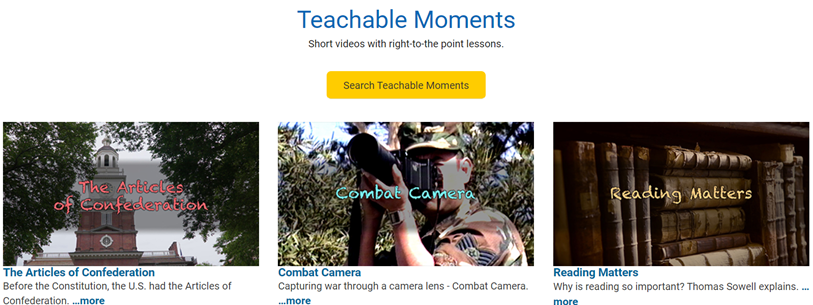 Teachable Moments
Short videos with right-to-the point lessons.
Search Teachable Moments
The Articles
of Confederation
Combat Camera
Reading Matters
The Articles of Confederation
Before the Constitution, the U.S. had the Articles of
Confederation. ...more
Combat Camera
Capturing war through a camera lens - Combat Camera.
...more
Reading Matters
Why is reading so important? Thomas Sowell explains. ...
more